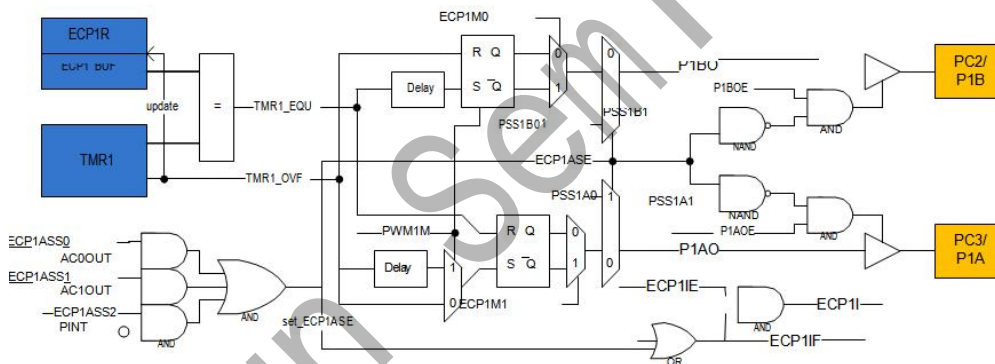 ECP1R
ECP1 BUF
update
=
TMR1_EQU
TMR1
TMR1_OVF
ECP1M0
R Q
S Q
Delay
0
1
PSS1B01
0
1
PSS1B1
P1BO
P1BOE
AND
NAND
PC2/
P1B
ECP1ASE
PSS1A0
PSS1A1
1
0
NAND
P1AOE
AND
P1AO
PC3/
P1A
PWM1M
Delay
1
0
R Q
S Q
0
1
ECP1M1
ECP1ASS0
AC0OUT
ECP1ASS1
AC1OUT
ECP1ASS2
PINT
AND
AND
set_ECP1ASE
ECP1IE
AND
ECP1I
OR
ECP1IF
Sem